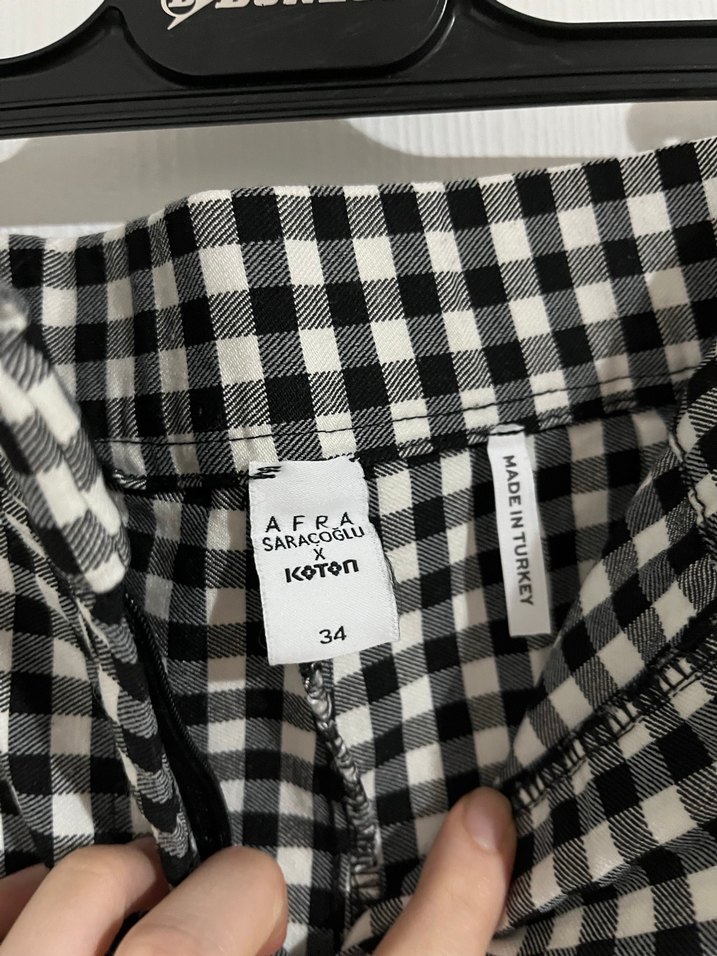 AFRA
SARAÇOĞLU
X
KOTON
34
MADE IN TURKEY